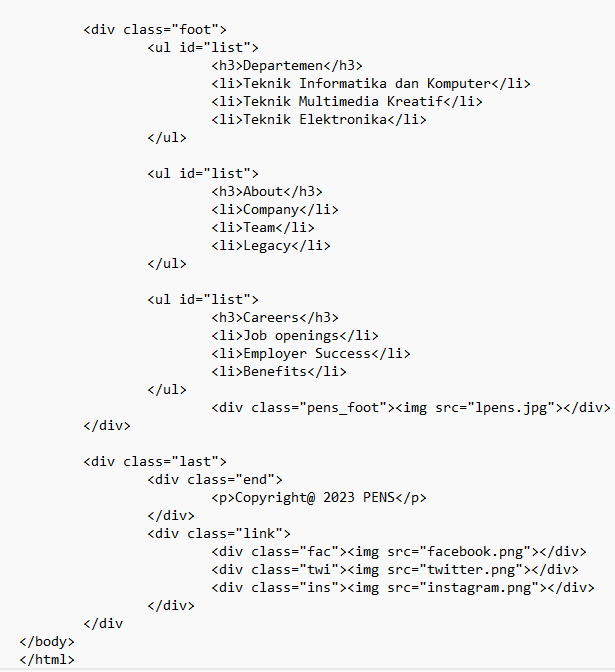 <div class="foot">
<ul id="list">
<h3>Departemen</h3>
<li>Teknik Informatika dan Komputer</li>
<li>Teknik Multimedia Kreatif</li>
<li>Teknik Elektronika</li>
</ul>
<ul id="list">
<h3>About</h3>
<li>Company</li>
<li>Team</li>
<li>Legacy</li>
</ul>
<ul id="list">
<h3>Careers</h3>
<li>Job openings</li>
<li>Employer Success</li>
<li>Benefits</li>
</ul>
<div class="pens_foot"><img src="lpens.jpg"></div>
</div>
<div class="last">
<div class="end">
<p>Copyright@ 2023 PENS</p>
</div>
<div class="link">
<div class="fac"><img src="facebook.png"></div>
<div class="twi"><img src="twitter.png"></div>
<div class="ins"><img src="instagram.png"></div>
</div>
</div
</body>
</html>